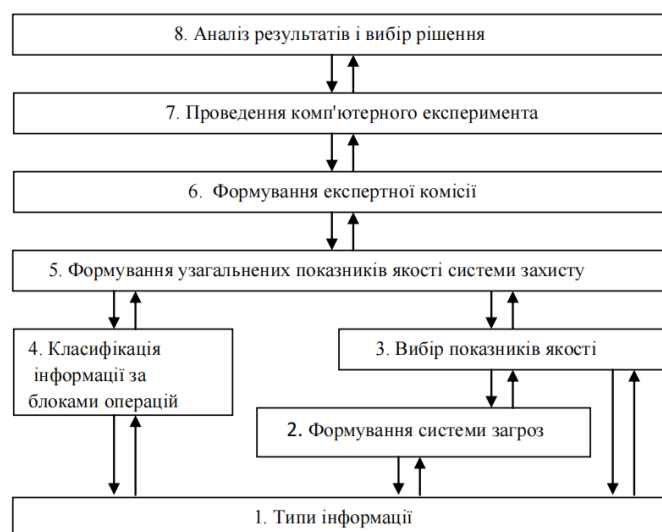 8. Аналіз результатів і вибір рішення
7. Проведення комп'ютерного експеримента
6. Формування експертної комісії
5. Формування узагальнених показників якості системи захисту
4. Класифікація
інформації за
блоками операцій
3. Вибір показників якості
2. Формування системи загроз
1. Типи інформації